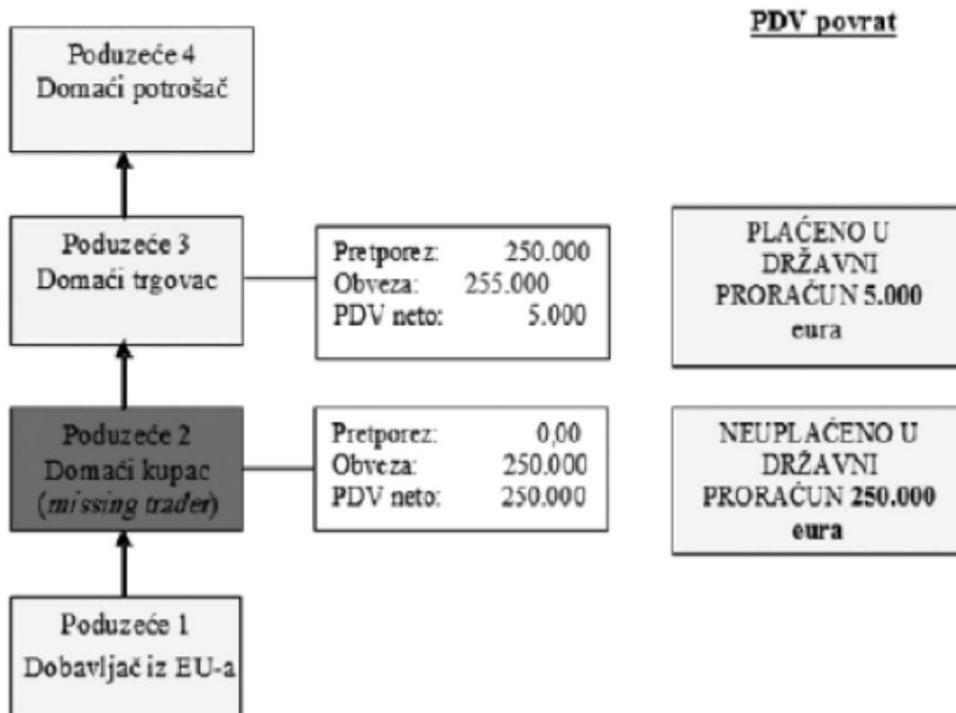 PDV povrat
Poduzeće 4
Domaći potrošač
Poduzeće 3
Domaći trgovac
Pretporez: 250.000
Obveza: 255.000
PDV neto: 5.000
PLAĆENO U
DRŽAVNI
PRORAČUN 5.000
eura
Poduzeće 2
Domaći kupac
(missing trader)
Pretporez: 0,00
Obveza: 250.000
PDV neto: 250.000
NEUPLAĆENO U
DRŽAVNI
PRORAČUN 250.000
eura
Poduzeće 1
Dobavljač iz EU-a